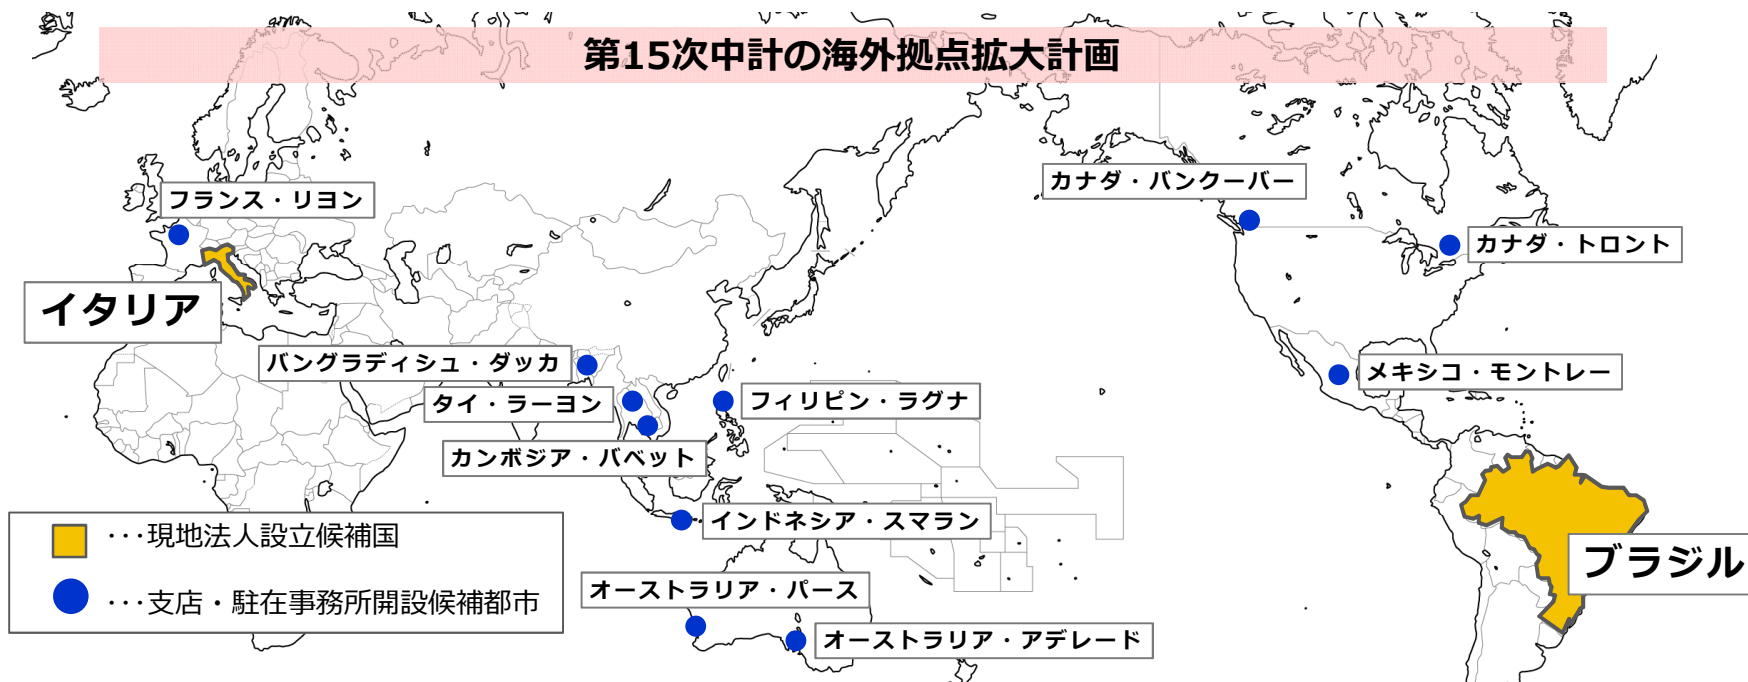 第15次中計の海外拠点拡大計画
カナダ・バンクーバー
フランス・リヨン
カナダ・トロント
イタリア
バングラディシュ・ダッカ
メキシコ・モントレー
タイ・ラーヨン
フィリピン・ラグナ
カンボジア・バベット
インドネシア・スマラン
・・・現地法人設立候補国
ブラジル
オーストラリア・パース
・・・支店・駐在事務所開設候補都市
オーストラリア・アデレード